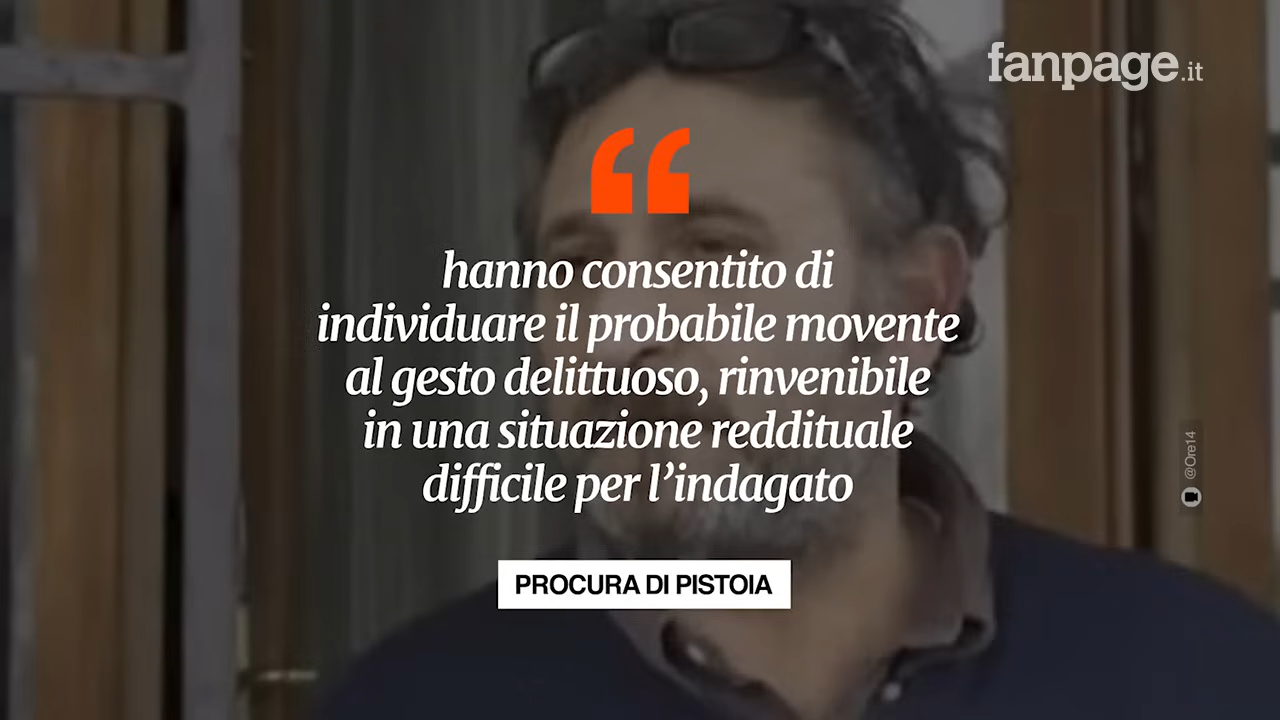 fanpage.it
“
hanno consentito di
individuare il probabile movente
al gesto delittuoso, rinvenibile
in una situazione reddituale
difficile per l’indagato
PROCURA DI PISTOIA
@Ore14